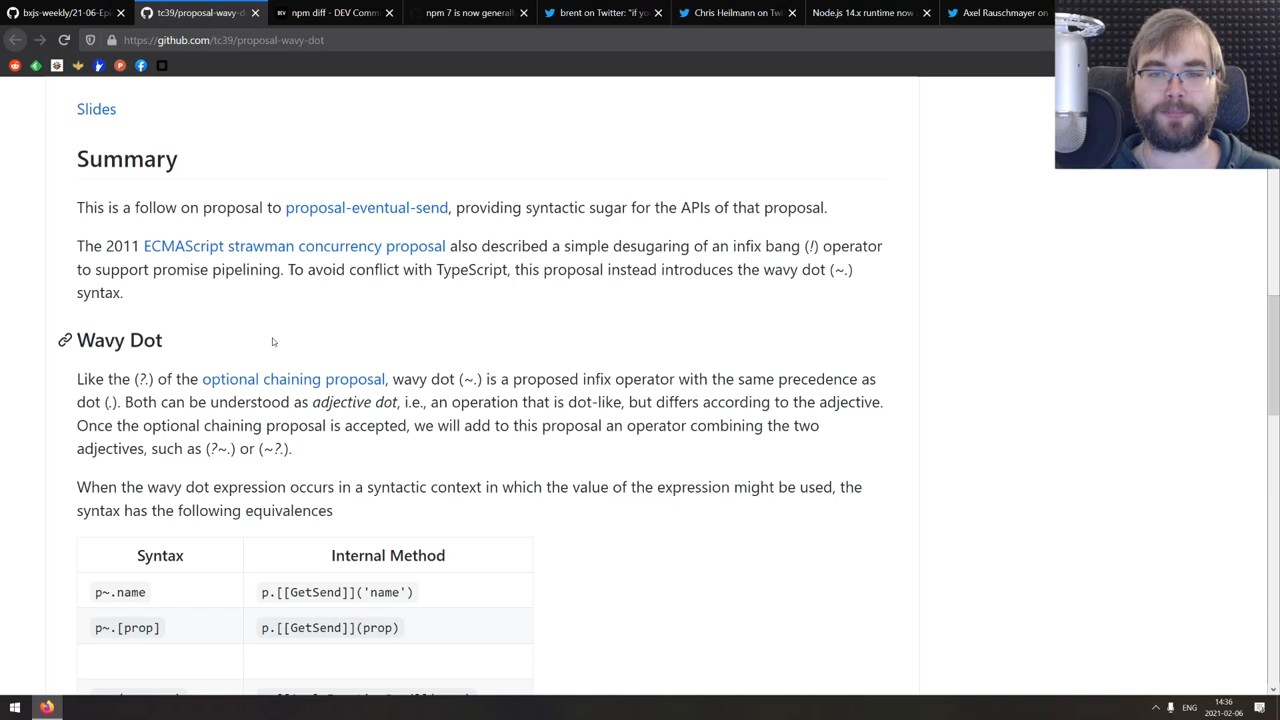 bxjs-weekly/21-06-Ep
tc39/proposal-wavy-d
DEV npm diff - DEV Comm
npm 7 is now general
brent on Twitter: "if yo
Chris Heilmann on Twi
Node.js 14.x runtime now
Axel Rauschmayer on
https://github.com/tc39/proposal-wavy-dot
Slides
Summary
This is a follow on proposal to proposal-eventual-send, providing syntactic sugar for the APIs of that proposal.
The 2011 ECMAScript strawman concurrency proposal also described a simple desugaring of an infix bang (!) operator
to support promise pipelining. To avoid conflict with TypeScript, this proposal instead introduces the wavy dot (~.)
syntax.
Wavy Dot
Like the (?.) of the optional chaining proposal, wavy dot (~.) is a proposed infix operator with the same precedence as
dot (.). Both can be understood as adjective dot, i.e., an operation that is dot-like, but differs according to the adjective.
Once the optional chaining proposal is accepted, we will add to this proposal an operator combining the two
adjectives, such as (?~.) or (~?.).
When the wavy dot expression occurs in a syntactic context in which the value of the expression might be used, the
syntax has the following equivalences
Syntax Internal Method
p~.name p.[[GetSend]]('name')
p~.[prop] p.[[GetSend]](prop)
ENG
14:36
2021-02-06